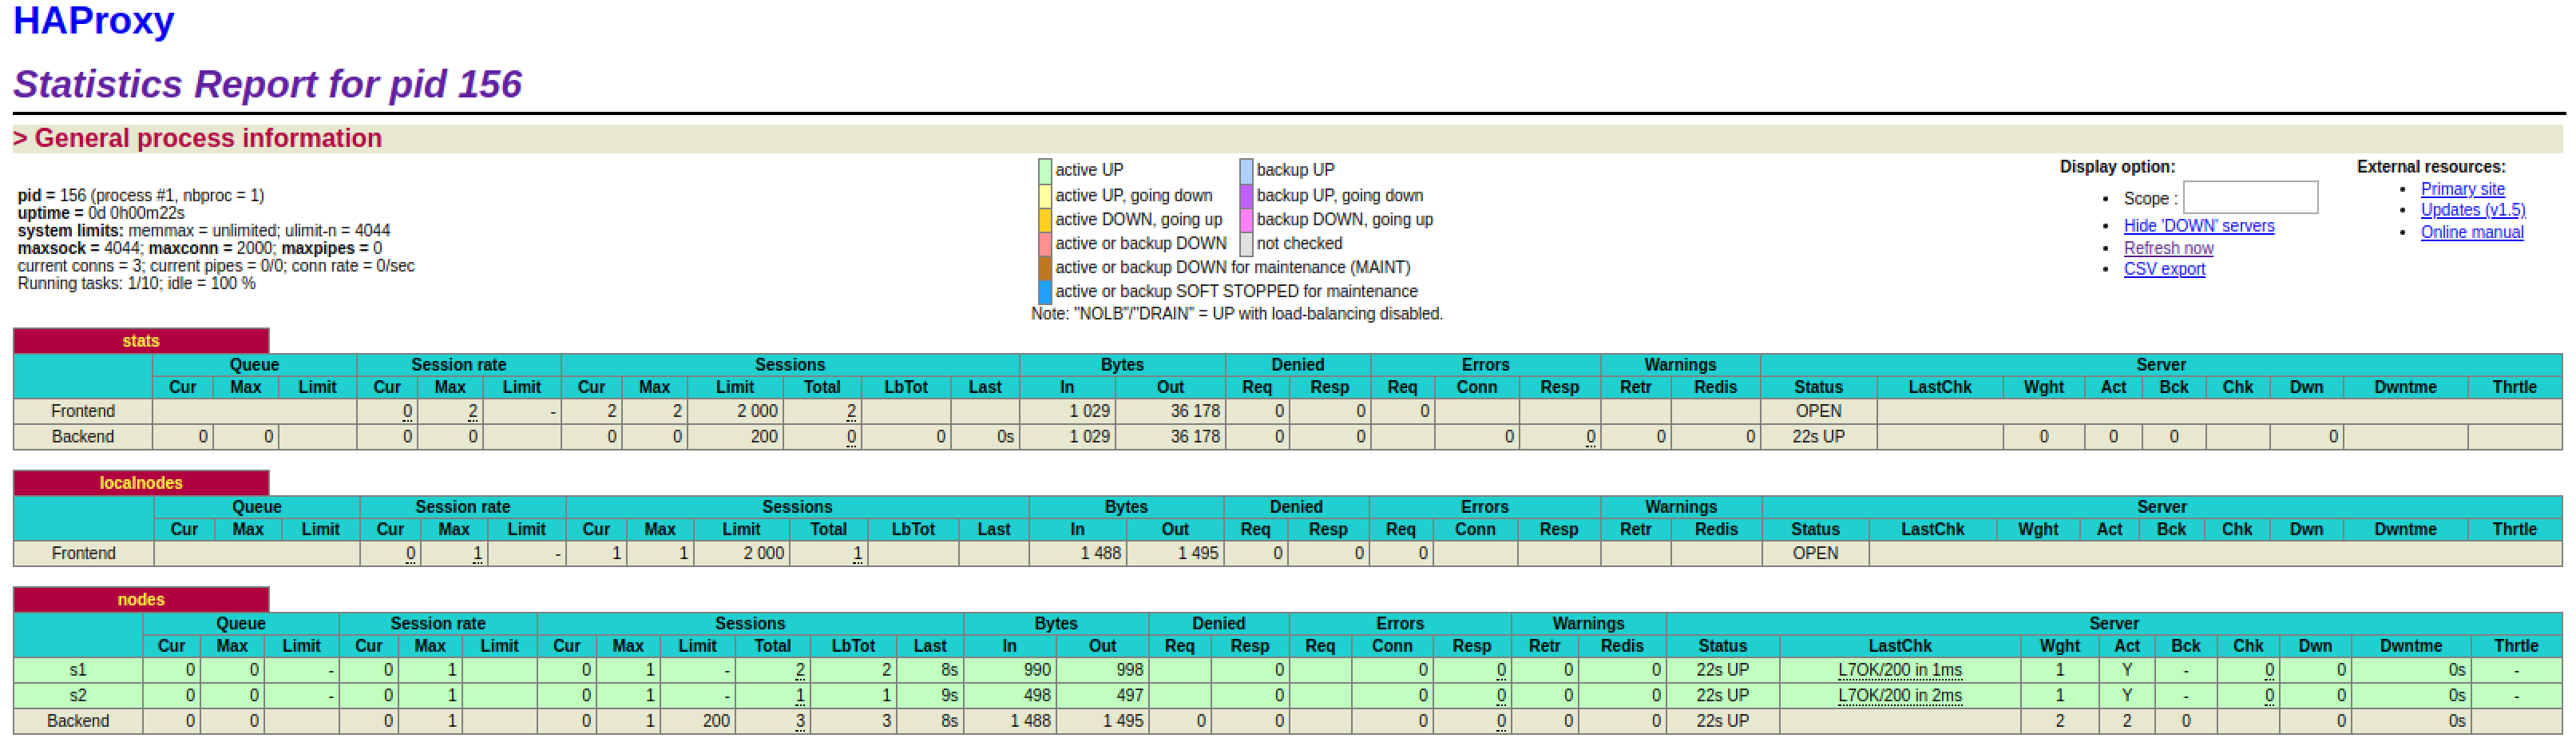 HAProxy
Statistics Report for pid 156
> General process information
pid = 156 (process #1, nbproc = 1)
uptime = 0d 0h00m22s
system limits: memmax = unlimited; ulimit-n = 4044
maxsock = 4044; maxconn = 2000; maxpipes = 0
current conns = 3; current pipes = 0/0; conn rate = 0/sec
Running tasks: 1/10; idle = 100 %
active UP backup UP
active UP, going down backup UP, going down
active DOWN, going up backup DOWN, going up
active or backup DOWN not checked
active or backup DOWN for maintenance (MAINT)
active or backup SOFT STOPPED for maintenance
Note: "NOLB"/"DRAIN" = UP with load-balancing disabled.
Display option:
• Scope :
• Hide 'DOWN' servers
• Refresh now
• CSV export
External resources:
• Primary site
• Updates (v1.5)
• Online manual
stats
Queue Session rate Sessions Bytes Denied Errors Warnings Server
Cur Max Limit Cur Max Limit Cur Max Limit Total LbTot Last In Out Req Resp Req Conn Resp Retr Redis Status LastChk Wght Act Bck Chk Dwn Dwntme Thrtle
Frontend 0 2 - 2 2 2 000 2 1 029 36 178 0 0 0 OPEN
Backend 0 0 0 0 0 0 200 0 0 0s 1 029 36 178 0 0 0 0 0 0 22s UP 0 0 0 0
localnodes
Queue Session rate Sessions Bytes Denied Errors Warnings Server
Cur Max Limit Cur Max Limit Cur Max Limit Total LbTot Last In Out Req Resp Req Conn Resp Retr Redis Status LastChk Wght Act Bck Chk Dwn Dwntme Thrtle
Frontend 0 1 - 1 1 2 000 1 1 488 1 495 0 0 0 OPEN
nodes
Queue Session rate Sessions Bytes Denied Errors Warnings Server
Cur Max Limit Cur Max Limit Cur Max Limit Total LbTot Last In Out Req Resp Req Conn Resp Retr Redis Status LastChk Wght Act Bck Chk Dwn Dwntme Thrtle
s1 0 0 - 0 1 0 1 - 2 2 8s 990 998 0 0 0 0 0 22s UP L7OK/200 in 1ms 1 Y - 0 0 0s -
s2 0 0 - 0 1 0 1 - 1 1 9s 498 497 0 0 0 0 0 22s UP L7OK/200 in 2ms 1 Y - 0 0 0s -
Backend 0 0 0 1 0 1 200 3 3 8s 1 488 1 495 0 0 0 0 0 0 22s UP 2 2 0 0 0s